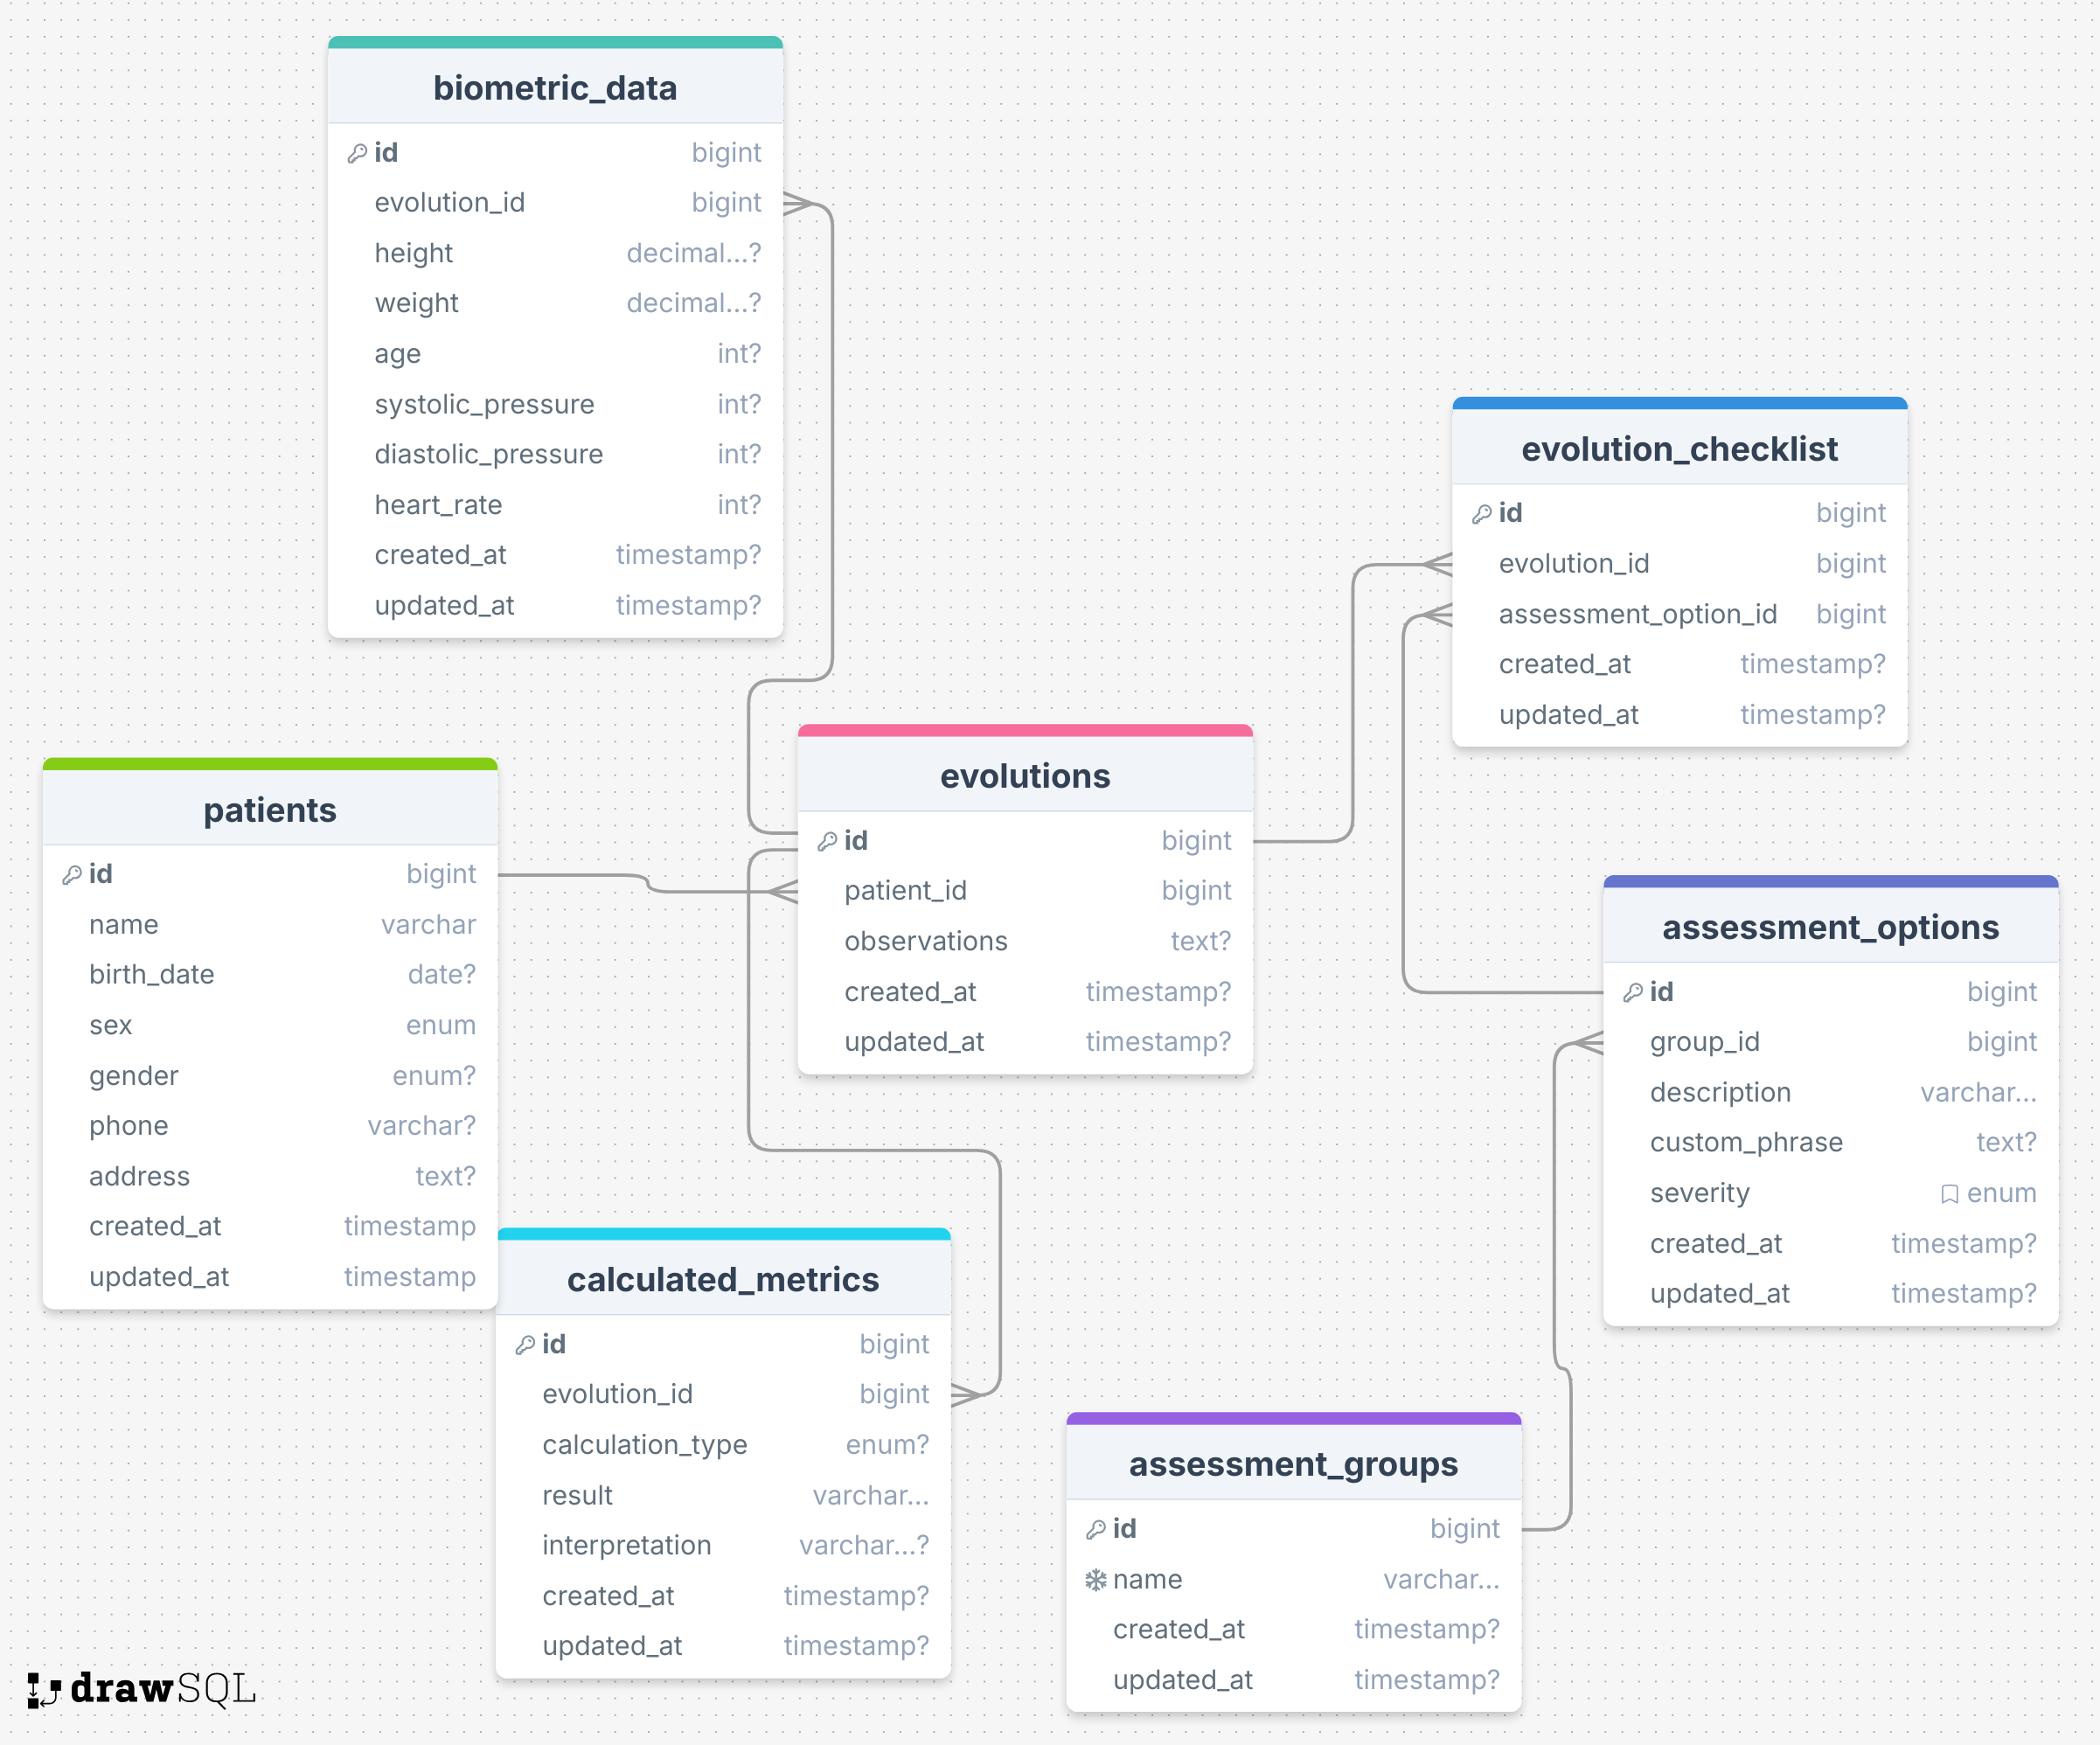 biometric_data
id bigint
evolution_id bigint
height decimal...?
weight decimal...?
age int?
systolic_pressure int?
diastolic_pressure int?
heart_rate int?
created_at timestamp?
updated_at timestamp?
evolution_checklist
id bigint
evolution_id bigint
assessment_option_id bigint
created_at timestamp?
updated_at timestamp?
evolutions
id bigint
patient_id bigint
observations text?
created_at timestamp?
updated_at timestamp?
patients
id bigint
name varchar
birth_date date?
sex enum
gender enum?
phone varchar?
address text?
created_at timestamp
updated_at timestamp
assessment_options
id bigint
group_id bigint
description varchar...
custom_phrase text?
severity enum
created_at timestamp?
updated_at timestamp?
calculated_metrics
id bigint
evolution_id bigint
calculation_type enum?
result varchar...
interpretation varchar...?
created_at timestamp?
updated_at timestamp?
assessment_groups
id bigint
name varchar...
created_at timestamp?
updated_at timestamp?
drawSQL